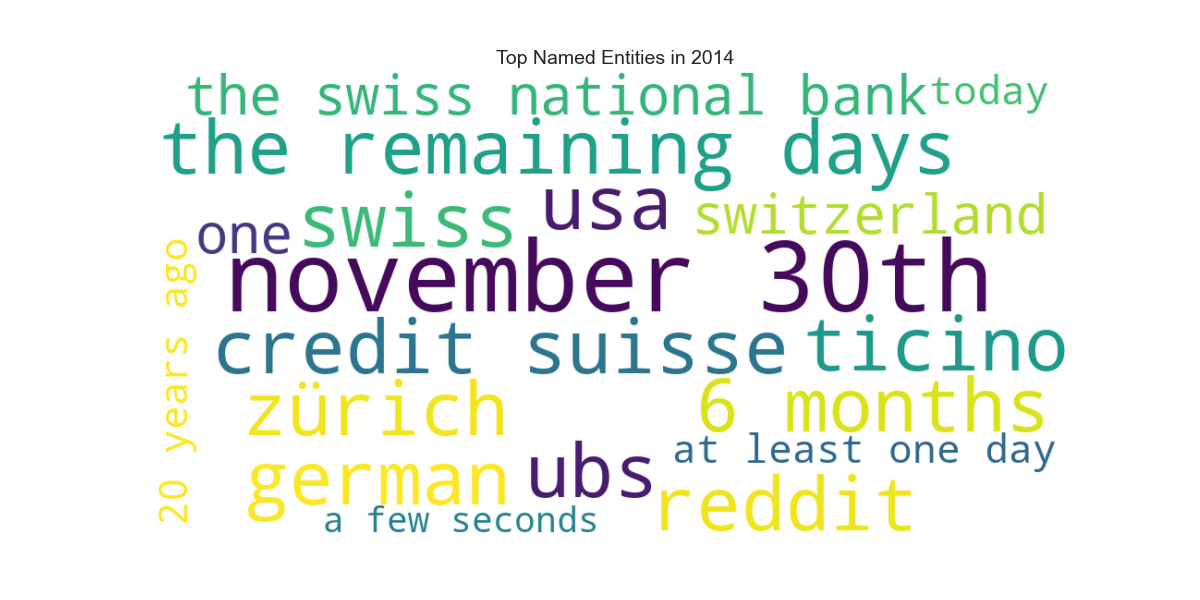 Top Named Entities in 2014
the swiss national bank
today
the remaining days
usa
swiss
switzerland
one
november 30th
20 years ago
credit suisse
ticino
zürich
6 months
ubs
at least one day
german
reddit
a few seconds